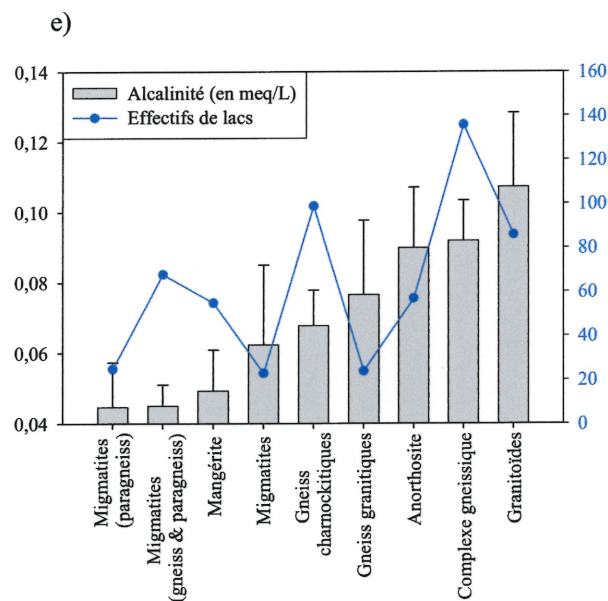 e)
0,14
0,12
0,10
0,08
0,06
0,04
Alcalinité (en meq/L)
Effectifs de lacs
160
140
120
100
80
60
40
20
0
Migmatites
(paragneiss)
Migmatites
(gneiss & paragneiss)
Mangérite
Migmatites
Gneiss
charnockitiques
Gneiss granitiques
Anorthosite
Complexe gneissique
Granitoïdes